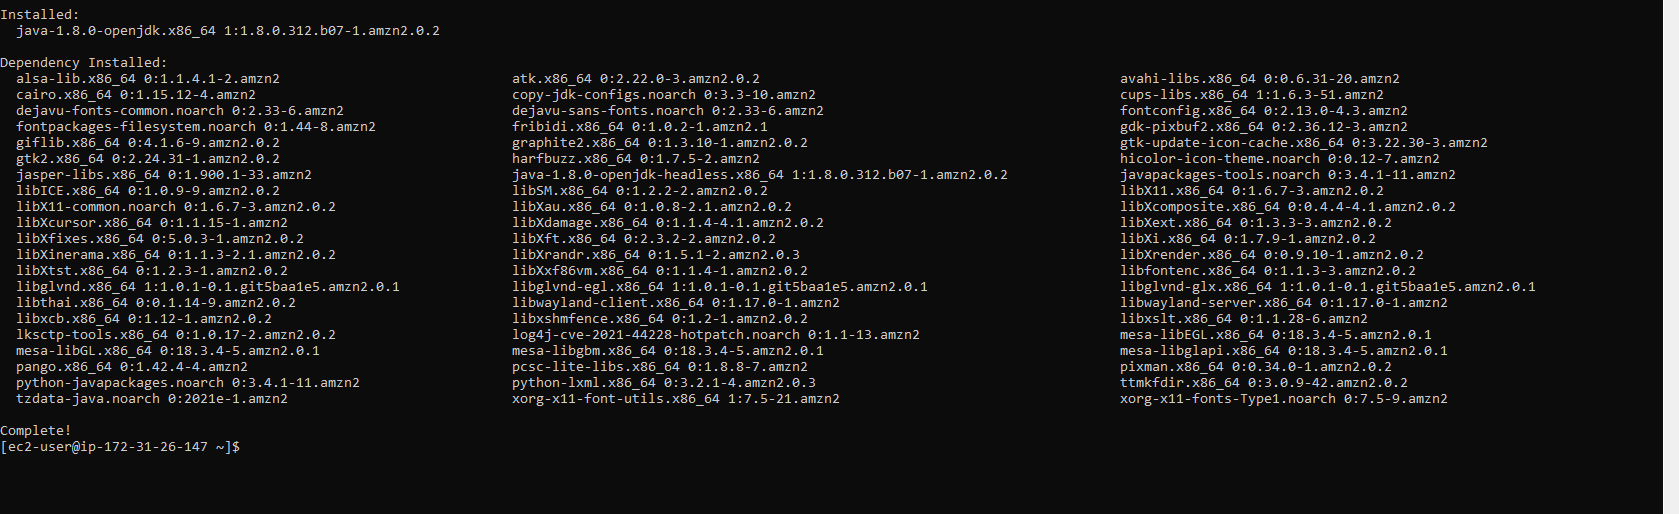 Installed:
  java-1.8.0-openjdk.x86_64 1:1.8.0.312.b07-1.amzn2.0.2

Dependency Installed:
  alsa-lib.x86_64 0:1.1.4.1-2.amzn2 atk.x86_64 0:2.22.0-3.amzn2.0.2 avahi-libs.x86_64 0:0.6.31-20.amzn2
  cairo.x86_64 0:1.15.12-4.amzn2 copy-jdk-configs.noarch 0:3.3-10.amzn2 cups-libs.x86_64 1:1.6.3-51.amzn2
  dejavu-fonts-common.noarch 0:2.33-6.amzn2 dejavu-sans-fonts.noarch 0:2.33-6.amzn2 fontconfig.x86_64 0:2.13.0-4.3.amzn2
  fontpackages-filesystem.noarch 0:1.44-8.amzn2 fribidi.x86_64 0:1.0.2-1.amzn2.1 gdk-pixbuf2.x86_64 0:2.36.12-3.amzn2
  giflib.x86_64 0:4.1.6-9.amzn2.0.2 graphite2.x86_64 0:1.3.10-1.amzn2.0.2 gtk-update-icon-cache.x86_64 0:3.22.30-3.amzn2
  gtk2.x86_64 0:2.24.31-1.amzn2.0.2 harfbuzz.x86_64 0:1.7.5-2.amzn2 hicolor-icon-theme.noarch 0:0.12-7.amzn2
  jasper-libs.x86_64 0:1.900.1-33.amzn2 java-1.8.0-openjdk-headless.x86_64 1:1.8.0.312.b07-1.amzn2.0.2 javapackages-tools.noarch 0:3.4.1-11.amzn2
  libICE.x86_64 0:1.0.9-9.amzn2.0.2 libSM.x86_64 0:1.2.2-2.amzn2.0.2 libX11.x86_64 0:1.6.7-3.amzn2.0.2
  libX11-common.noarch 0:1.6.7-3.amzn2.0.2 libXau.x86_64 0:1.0.8-2.1.amzn2.0.2 libXcomposite.x86_64 0:0.4.4-4.1.amzn2.0.2
  libXcursor.x86_64 0:1.1.15-1.amzn2 libXdamage.x86_64 0:1.1.4-4.1.amzn2.0.2 libXext.x86_64 0:1.3.3-3.amzn2.0.2
  libXfixes.x86_64 0:5.0.3-1.amzn2.0.2 libXft.x86_64 0:2.3.2-2.amzn2.0.2 libXi.x86_64 0:1.7.9-1.amzn2.0.2
  libXinerama.x86_64 0:1.1.3-2.1.amzn2.0.2 libXrandr.x86_64 0:1.5.1-2.amzn2.0.3 libXrender.x86_64 0:0.9.10-1.amzn2.0.2
  libXtst.x86_64 0:1.2.3-1.amzn2.0.2 libXxf86vm.x86_64 0:1.1.4-1.amzn2.0.2 libfontenc.x86_64 0:1.1.3-3.amzn2.0.2
  libglvnd.x86_64 1:1.0.1-0.1.git5baa1e5.amzn2.0.1 libglvnd-egl.x86_64 1:1.0.1-0.1.git5baa1e5.amzn2.0.1 libglvnd-glx.x86_64 1:1.0.1-0.1.git5baa1e5.amzn2.0.1
  libthai.x86_64 0:0.1.14-9.amzn2.0.2 libwayland-client.x86_64 0:1.17.0-1.amzn2 libwayland-server.x86_64 0:1.17.0-1.amzn2
  libxcb.x86_64 0:1.12-1.amzn2.0.2 libxshmfence.x86_64 0:1.2-1.amzn2.0.2 libxslt.x86_64 0:1.1.28-6.amzn2
  lksctp-tools.x86_64 0:1.0.17-2.amzn2.0.2 log4j-cve-2021-44228-hotpatch.noarch 0:1.1-13.amzn2 mesa-libEGL.x86_64 0:18.3.4-5.amzn2.0.1
  mesa-libGL.x86_64 0:18.3.4-5.amzn2.0.1 mesa-libgbm.x86_64 0:18.3.4-5.amzn2.0.1 mesa-libglapi.x86_64 0:18.3.4-5.amzn2.0.1
  pango.x86_64 0:1.42.4-4.amzn2 pcsc-lite-libs.x86_64 0:1.8.8-7.amzn2 pixman.x86_64 0:0.34.0-1.amzn2.0.2
  python-javapackages.noarch 0:3.4.1-11.amzn2 python-lxml.x86_64 0:3.2.1-4.amzn2.0.3 ttmkfdir.x86_64 0:3.0.9-42.amzn2.0.2
  tzdata-java.noarch 0:2021e-1.amzn2 xorg-x11-font-utils.x86_64 1:7.5-21.amzn2 xorg-x11-fonts-Type1.noarch 0:7.5-9.amzn2

Complete!
[ec2-user@ip-172-31-26-147 ~]$